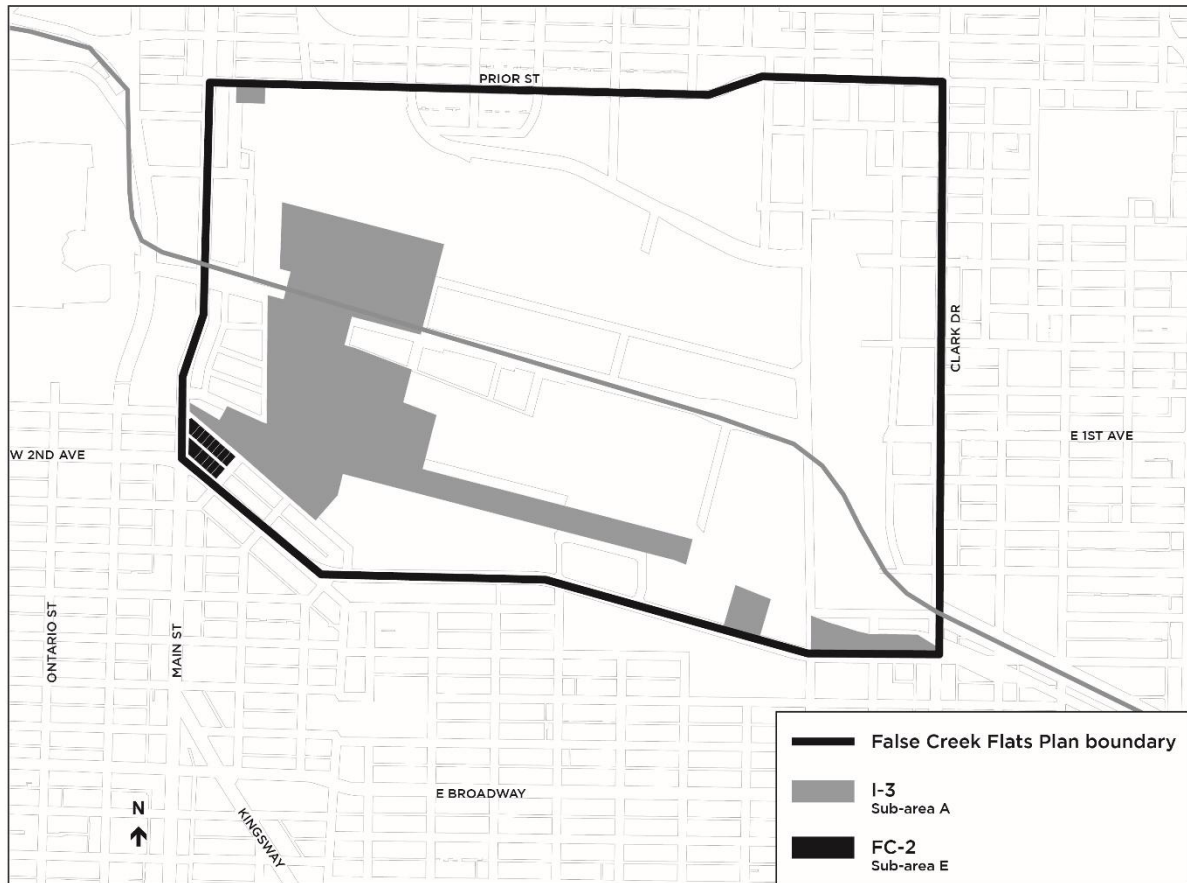 PRIOR ST
CLARK DR
E 1ST AVE
W 2ND AVE
ONTARIO ST
MAIN ST
E BROADWAY
KINGSWAY
N
False Creek Flats Plan boundary
I-3
Sub-area A
FC-2
Sub-area E